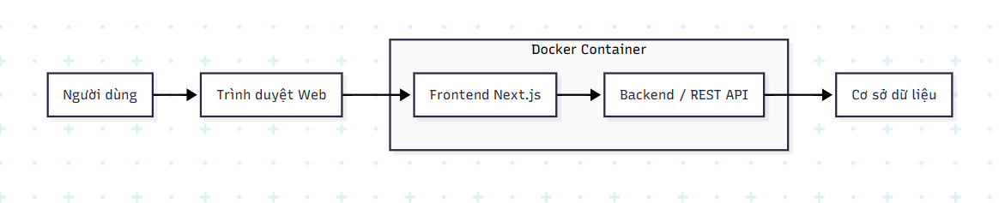 Docker Container
Người dùng
Trình duyệt Web
Frontend Next.js
Backend / REST API
Cơ sở dữ liệu